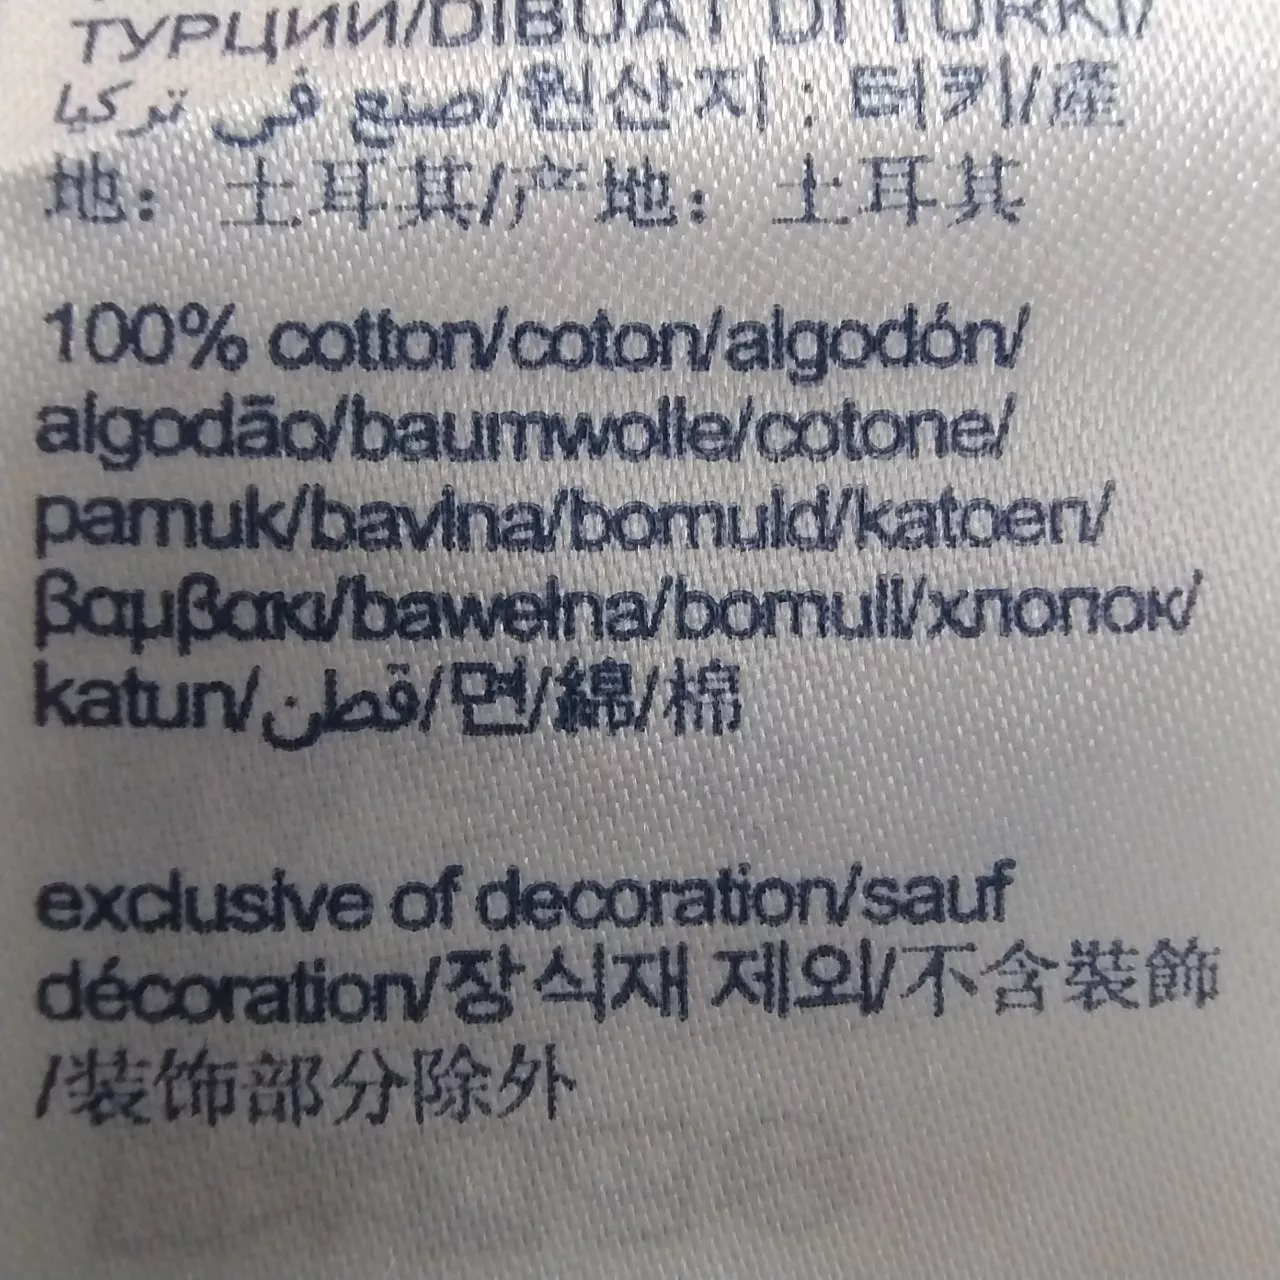 ТУРЦИИ/DIBUAT DI TURKI/
صنع في تركيا/원산지 : 터키/產
地： 土耳其/产地： 土耳其
100% cotton/coton/algodón/
algodão/baumwolle/cotone/
pamuk/bavlna/bomuld/katoen/
βαμβακι/bawełna/bomull/хлопок/
katun/قطن/면/綿/棉
exclusive of decoration/sauf
décoration/장식재 제외/不含裝飾
/装饰部分除外